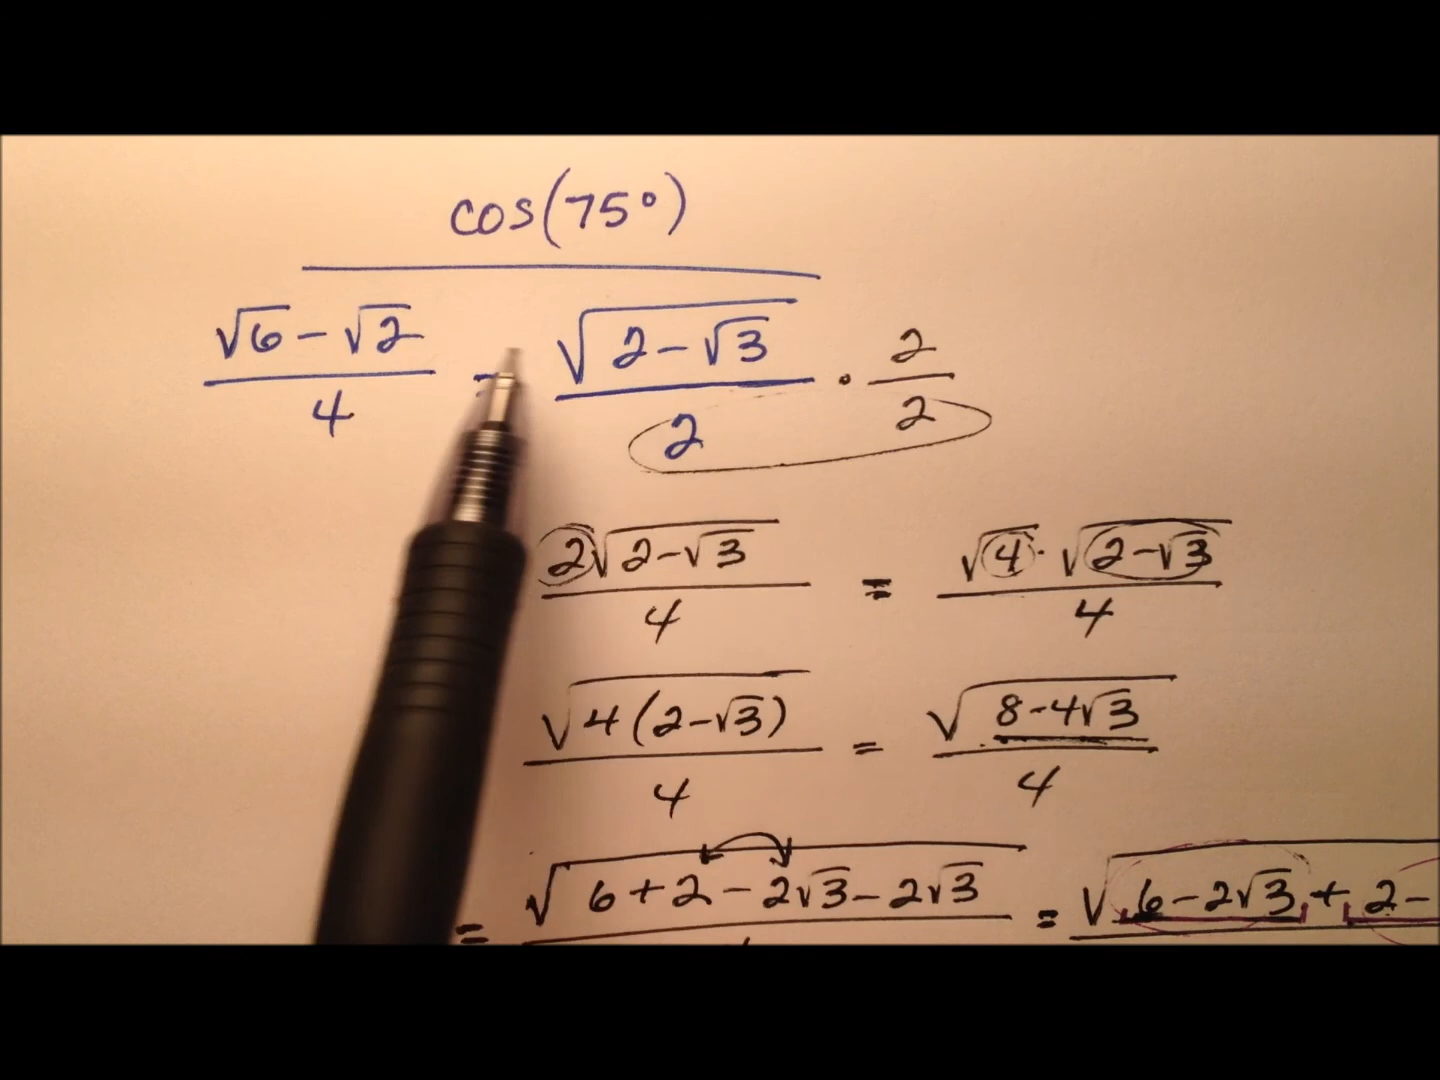 cos(75°)
√6 - √2 / 4 = √(2 - √3) / 2 · 2 / 2
2√(2 - √3) / 4 = √4 · √(2 - √3) / 4
√(4(2 - √3)) / 4 = √(8 - 4√3) / 4
= √(6 + 2 - 2√3 - 2√3) = √(6 - 2√3 + 2 -